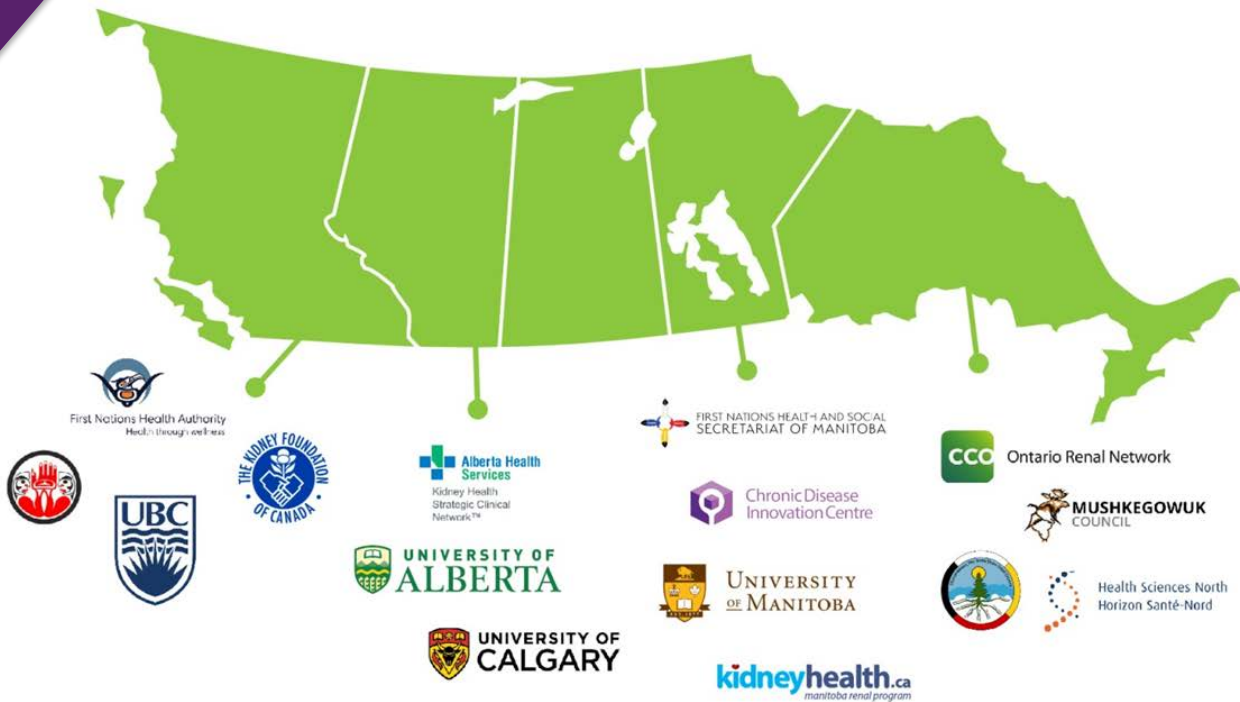 First Nations Health Authority
Health through wellness
THE KIDNEY FOUNDATION
OF CANADA
UBC
Alberta Health
Services
Kidney Health
Strategic Clinical
Network™
UNIVERSITY OF
ALBERTA
UNIVERSITY OF
CALGARY
FIRST NATIONS HEALTH AND SOCIAL
SECRETARIAT OF MANITOBA
Chronic Disease
Innovation Centre
UNIVERSITY
OF MANITOBA
kidneyhealth.ca
manitoba renal program
CCO Ontario Renal Network
MUSHKEGOWUK
COUNCIL
Health Sciences North
Horizon Santé-Nord